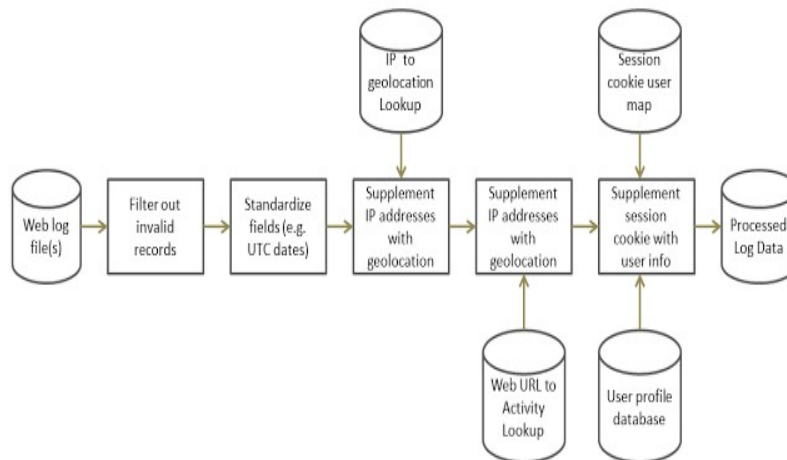 IP to
geolocation
Lookup
Session
cookie user
map
Web log
file(s)
Filter out
invalid
records
Standardize
fields (e.g.
UTC dates)
Supplement
IP addresses
with
geolocation
Supplement
IP addresses
with
geolocation
Supplement
session
cookie with
user info
Processed
Log Data
Web URL to
Activity
Lookup
User profile
database